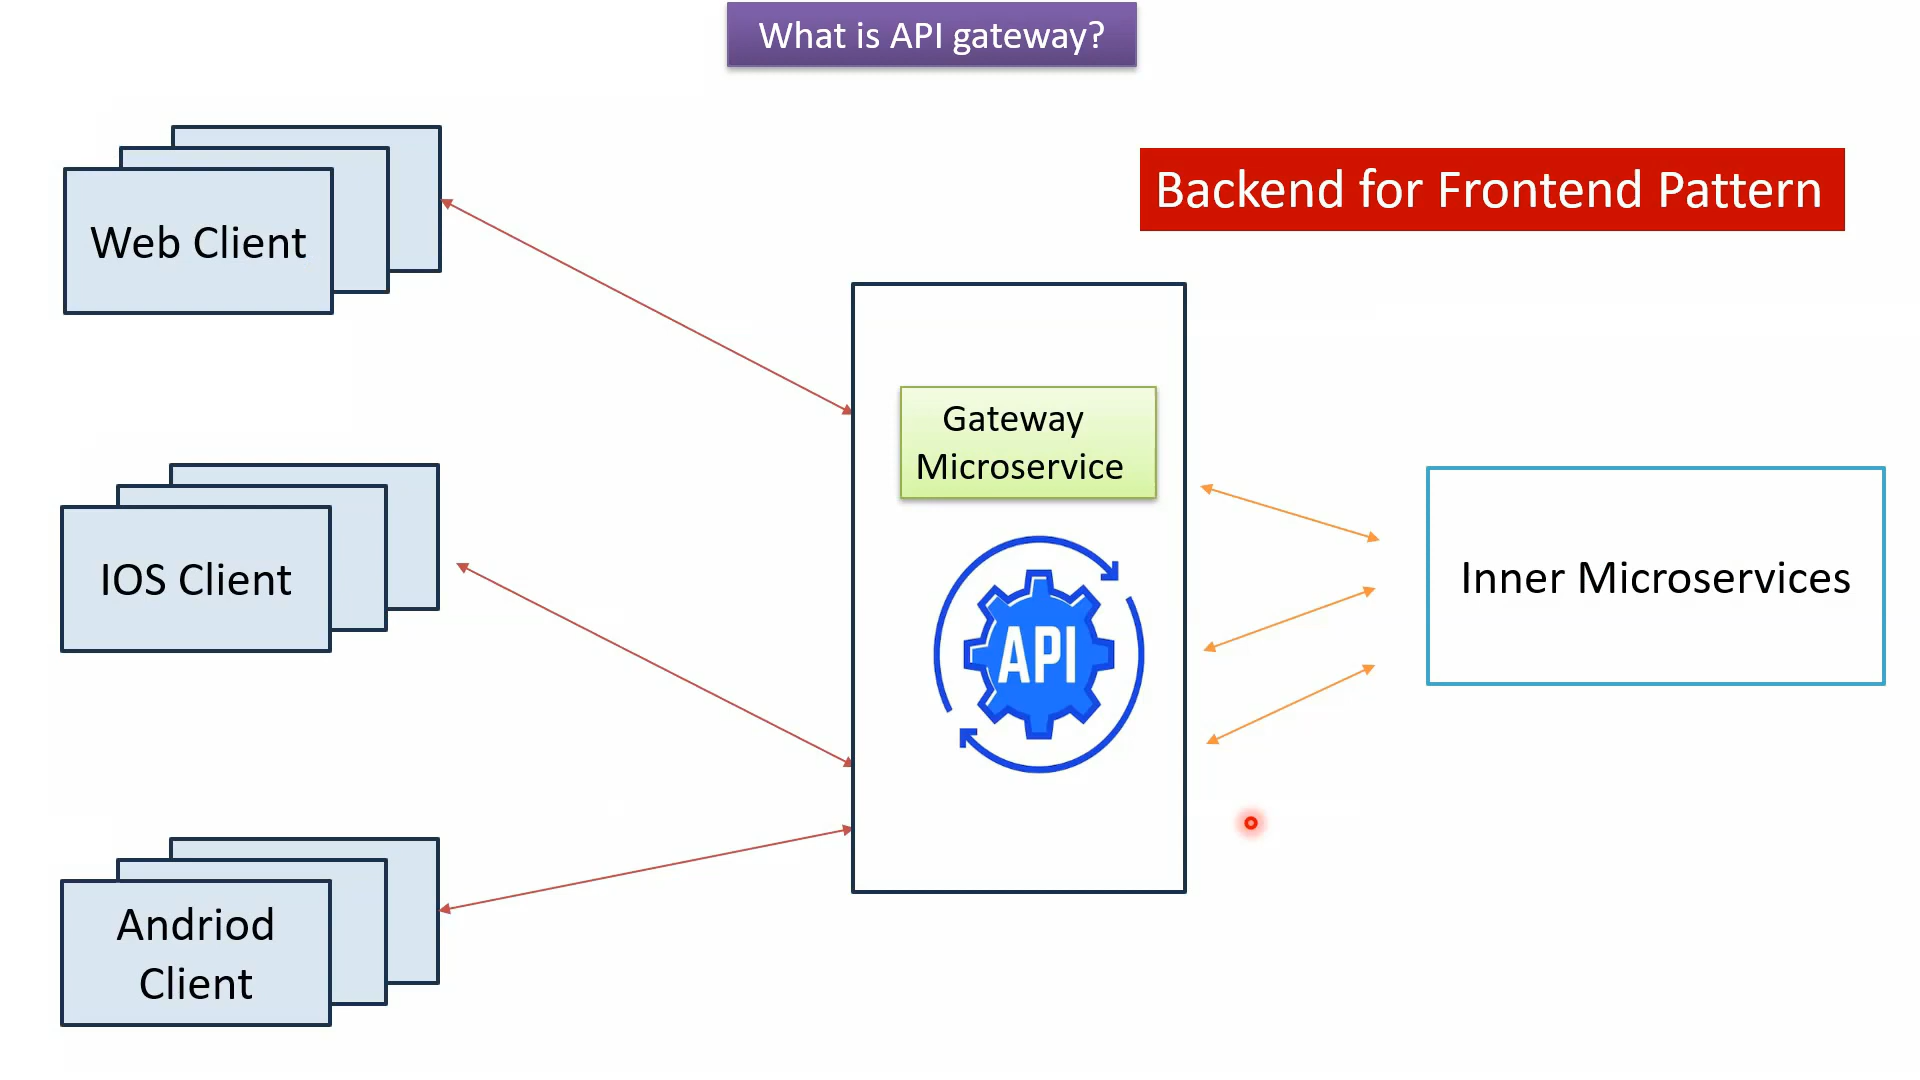 What is API gateway?
Backend for Frontend Pattern
Web Client
Gateway
Microservice
IOS Client
API
Inner Microservices
Andriod
Client